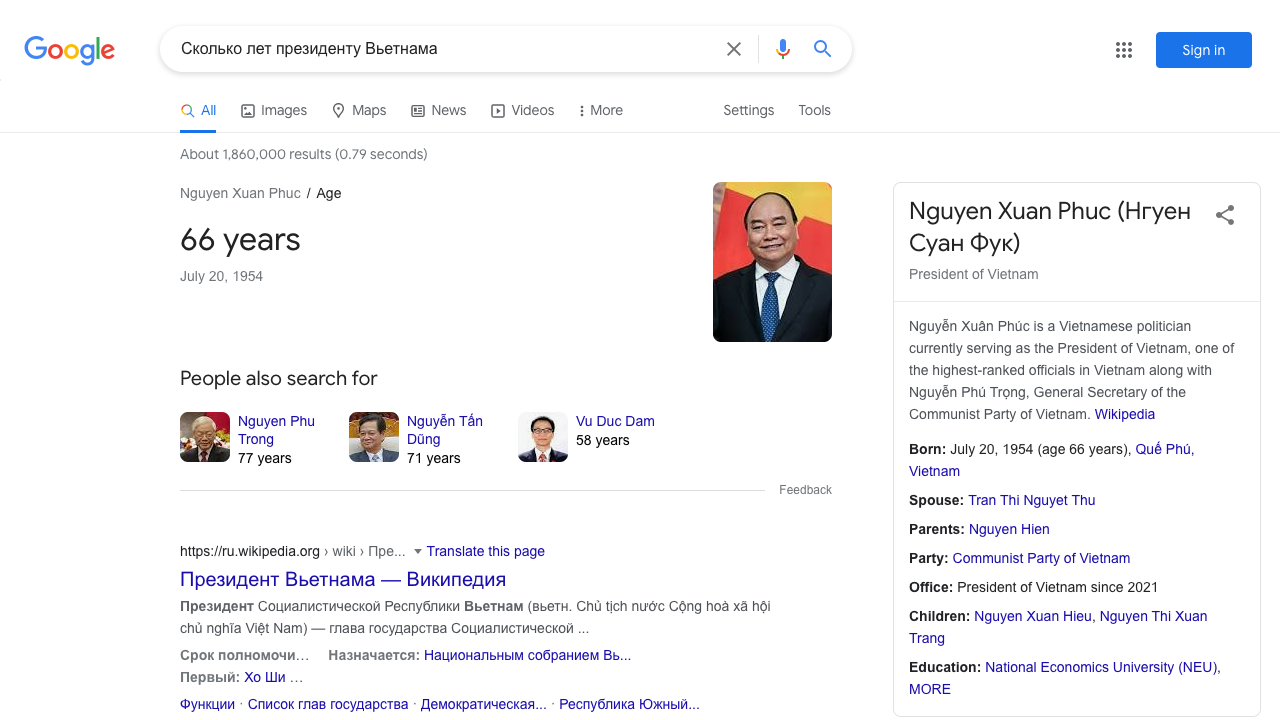 Google
Сколько лет президенту Вьетнама
Sign in
All
Images
Maps
News
Videos
More
Settings
Tools
About 1,860,000 results (0.79 seconds)
Nguyen Xuan Phuc / Age
66 years
July 20, 1954
People also search for
Nguyen Phu
Trong
77 years
Nguyễn Tấn
Dũng
71 years
Vu Duc Dam
58 years
Feedback
https://ru.wikipedia.org › wiki › Пре... Translate this page
Президент Вьетнама — Википедия
Президент Социалистической Республики Вьетнам (вьетн. Chủ tịch nước Cộng hoà xã hội
chủ nghĩa Việt Nam) — глава государства Социалистической ...
Срок полномочи… Назначается: Национальным собранием Вь...
Первый: Хо Ши …
Функции · Список глав государства · Демократическая... · Республика Южный...
Nguyen Xuan Phuc (Нгуен
Суан Фук)
President of Vietnam
Nguyễn Xuân Phúc is a Vietnamese politician
currently serving as the President of Vietnam, one of
the highest-ranked officials in Vietnam along with
Nguyễn Phú Trọng, General Secretary of the
Communist Party of Vietnam. Wikipedia
Born: July 20, 1954 (age 66 years), Quế Phú,
Vietnam
Spouse: Tran Thi Nguyet Thu
Parents: Nguyen Hien
Party: Communist Party of Vietnam
Office: President of Vietnam since 2021
Children: Nguyen Xuan Hieu, Nguyen Thi Xuan
Trang
Education: National Economics University (NEU),
MORE